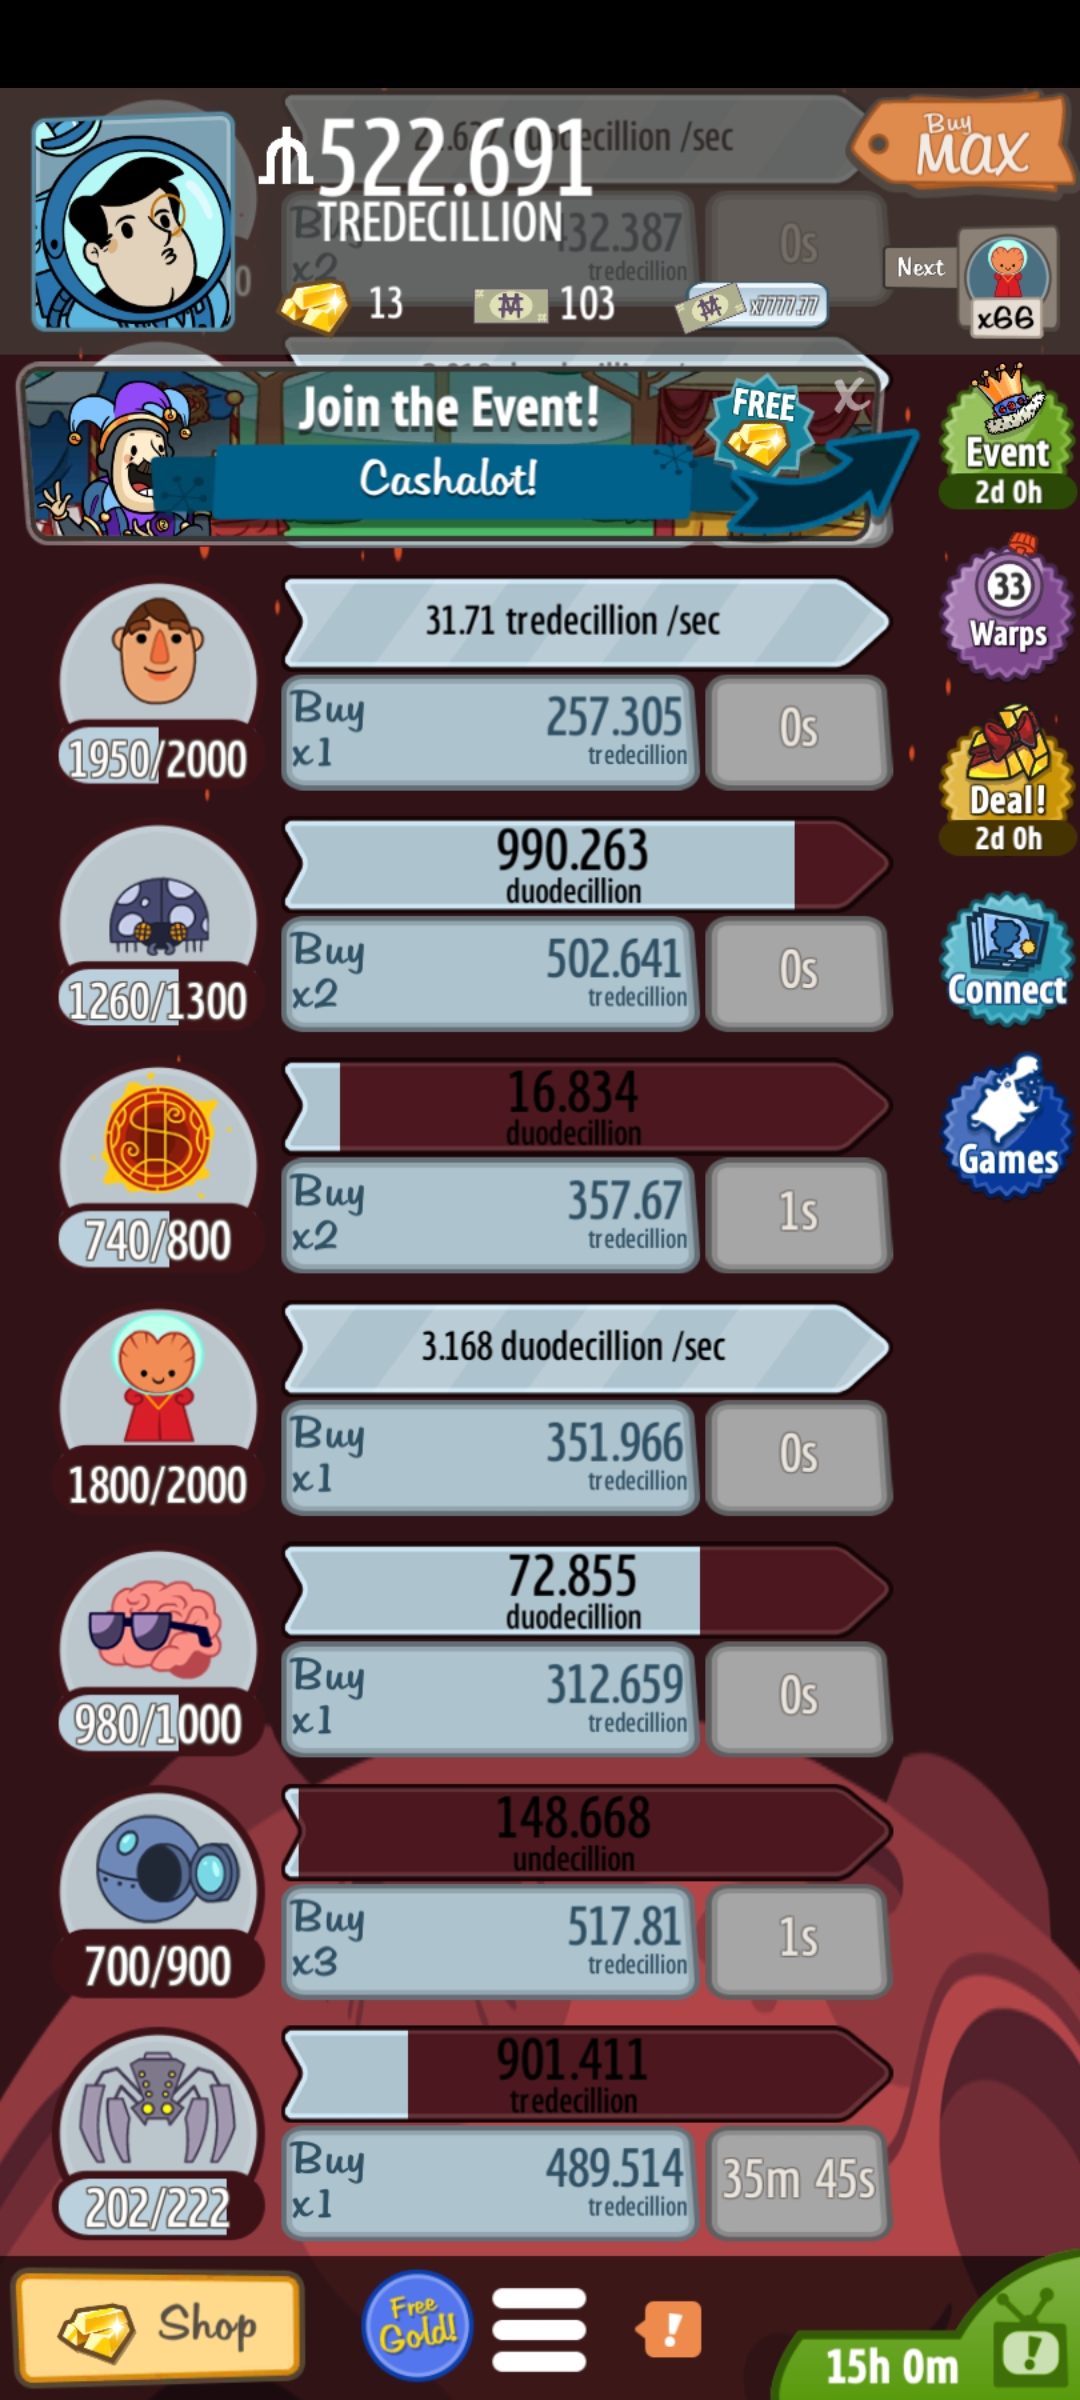 Buy
MAX
522.691
TREDECILLION
duodecillion /sec
Buy
x2
432.387
tredecillion
0s
13
103
x7777.77
Next
x66
Join the Event!
Cashalot!
FREE
X
Event
2d 0h
31.71 tredecillion /sec
1950/2000
Buy
x1
257.305
tredecillion
0s
33
Warps
Deal!
2d 0h
990.263
duodecillion
1260/1300
Buy
x2
502.641
tredecillion
0s
Connect
16.834
duodecillion
740/800
Buy
x2
357.67
tredecillion
1s
Games
3.168 duodecillion /sec
1800/2000
Buy
x1
351.966
tredecillion
0s
72.855
duodecillion
980/1000
Buy
x1
312.659
tredecillion
0s
148.668
undecillion
700/900
Buy
x3
517.81
tredecillion
1s
901.411
tredecillion
202/222
Buy
x1
489.514
tredecillion
35m 45s
Shop
Free
Gold!
!
15h 0m
!